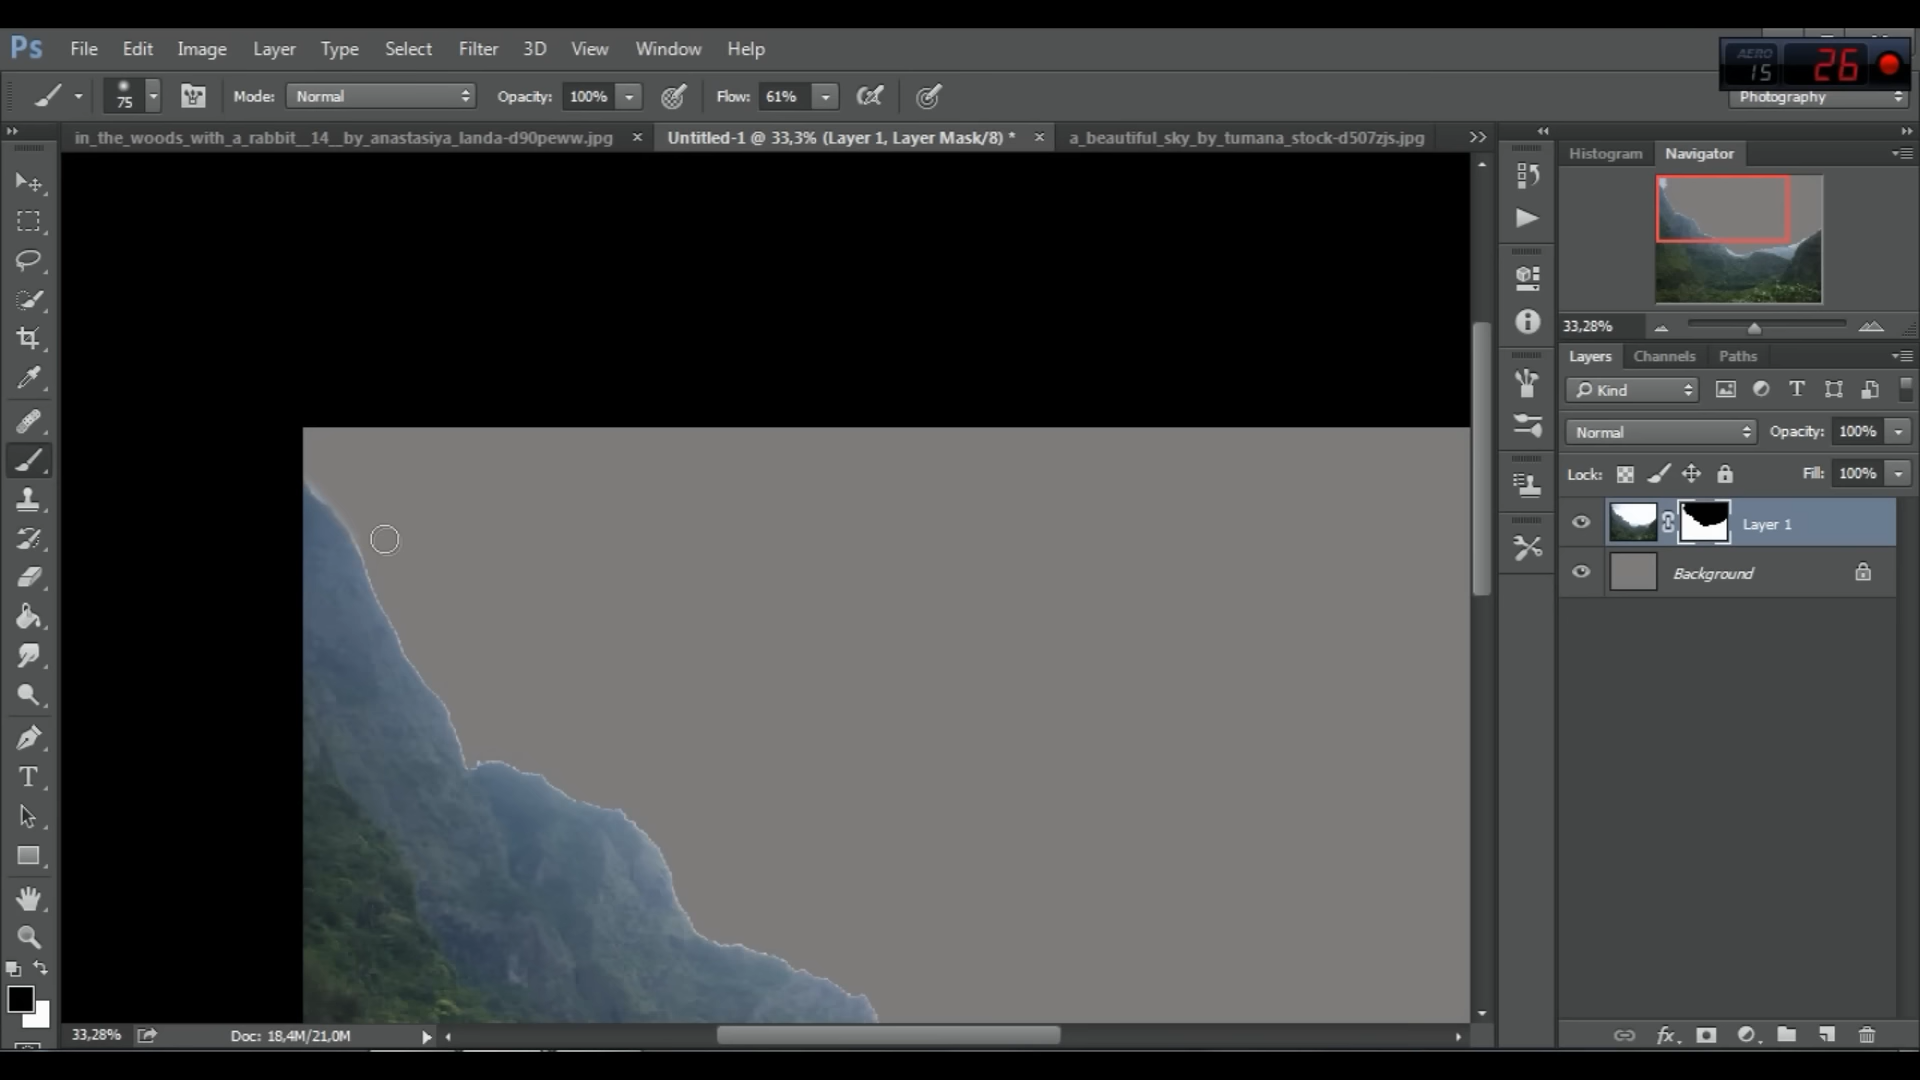 Ps File Edit Image Layer Type Select Filter 3D View Window Help
AERO 15 26
75 Mode: Normal Opacity: 100% Flow: 61% Photography
in_the_woods_with_a_rabbit__14__by_anastasiya_landa-d90peww.jpg × Untitled-1 @ 33,3% (Layer 1, Layer Mask/8) * × a_beautiful_sky_by_tumana_stock-d507zjs.jpg
Histogram Navigator
33,28%
Layers Channels Paths
Kind
Normal Opacity: 100%
Lock: Fill: 100%
Layer 1
Background
33,28% Doc: 18,4M/21,0M